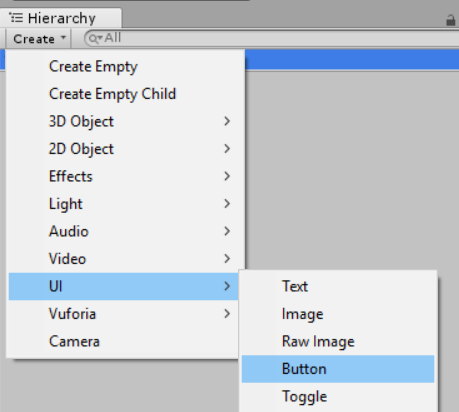 Hierarchy
Create
All
Create Empty
Create Empty Child
3D Object
2D Object
Effects
Light
Audio
Video
UI
Vuforia
Camera
Text
Image
Raw Image
Button
Toggle